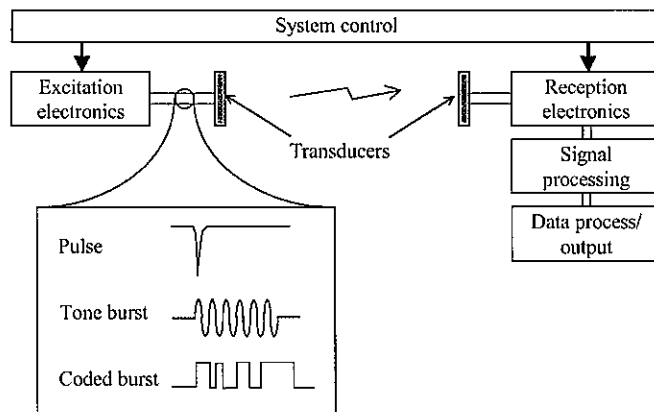 System control
Excitation
electronics
Reception
electronics
Transducers
Signal
processing
Data process/
output
Pulse
Tone burst
Coded burst